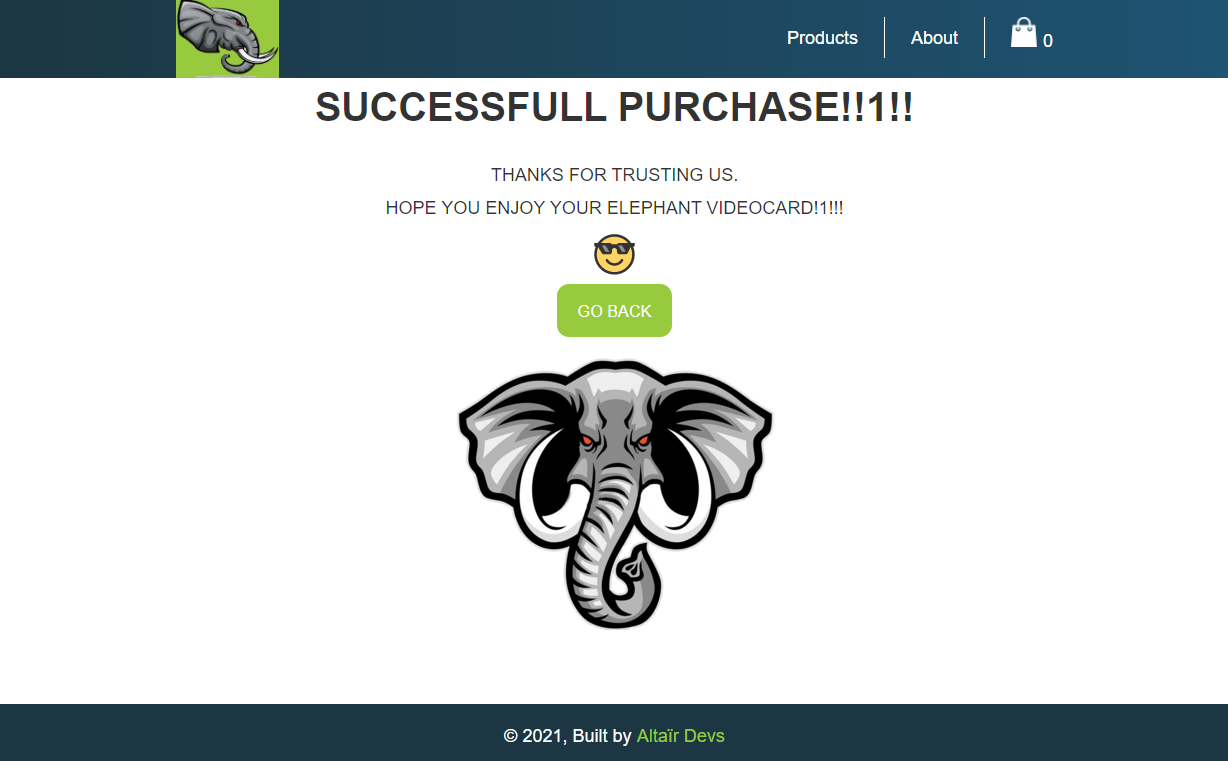 Products
About
0
SUCCESSFULL PURCHASE!!1!!
THANKS FOR TRUSTING US.
HOPE YOU ENJOY YOUR ELEPHANT VIDEOCARD!1!!!
GO BACK
© 2021, Built by Altaïr Devs